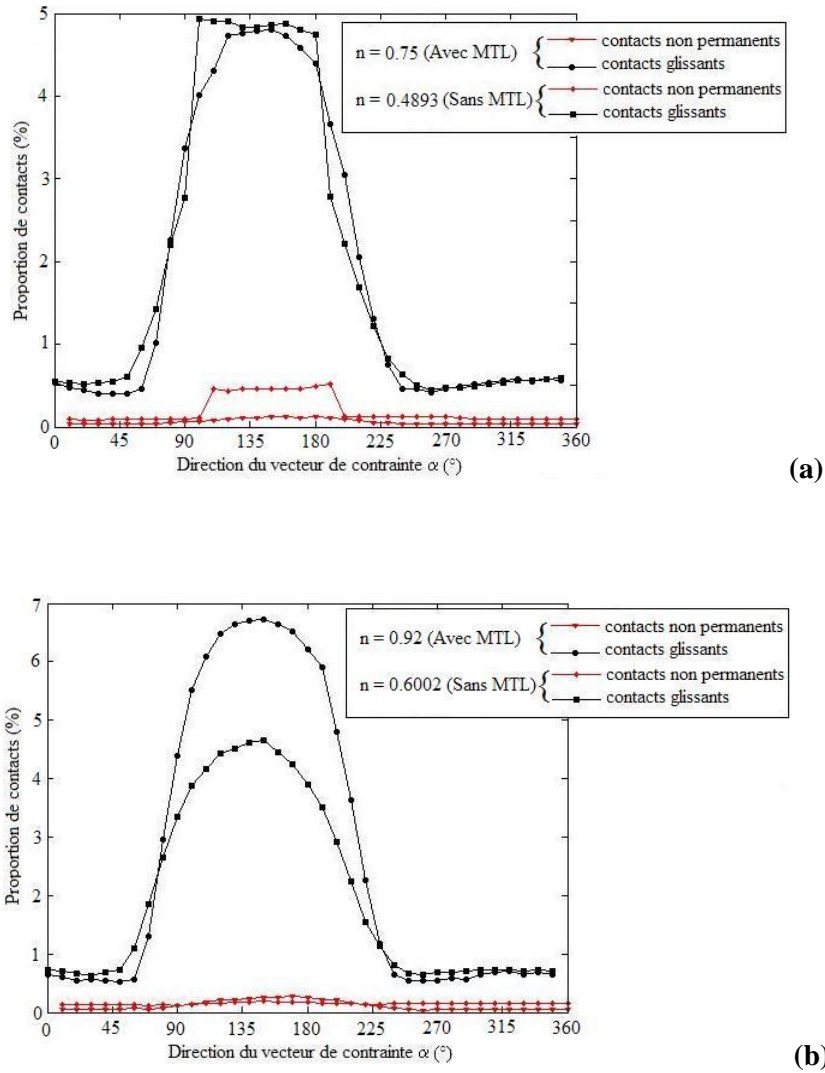 5
4
3
2
1
0
Proportion de contacts (%)
n = 0.75 (Avec MTL)
{
contacts non permanents
contacts glissants
n = 0.4893 (Sans MTL)
{
contacts non permanents
contacts glissants
0 45 90 135 180 225 270 315 360
Direction du vecteur de contrainte α (°)
(a)
7
6
5
4
3
2
1
0
Proportion de contacts (%)
n = 0.92 (Avec MTL)
{
contacts non permanents
contacts glissants
n = 0.6002 (Sans MTL)
{
contacts non permanents
contacts glissants
0 45 90 135 180 225 270 315 360
Direction du vecteur de contrainte α (°)
(b)